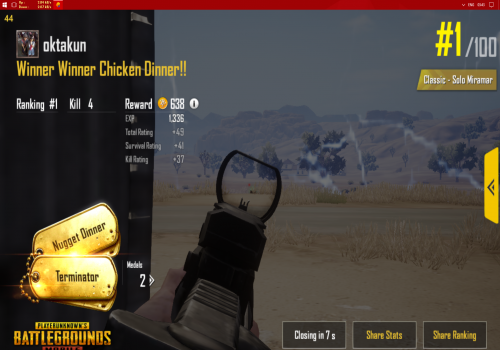 44
oktakun
Winner Winner Chicken Dinner!!
#1/100
Classic - Solo Miramar
Ranking #1 Kill 4
Reward 638
EXP 1,336
Total Rating +49
Survival Rating +41
Kill Rating +37
Nugget Dinner
Terminator
Medals
2
PLAYERUNKNOWN'S
BATTLEGROUNDS
MOBILE
Closing in 7 s
Share Stats
Share Ranking